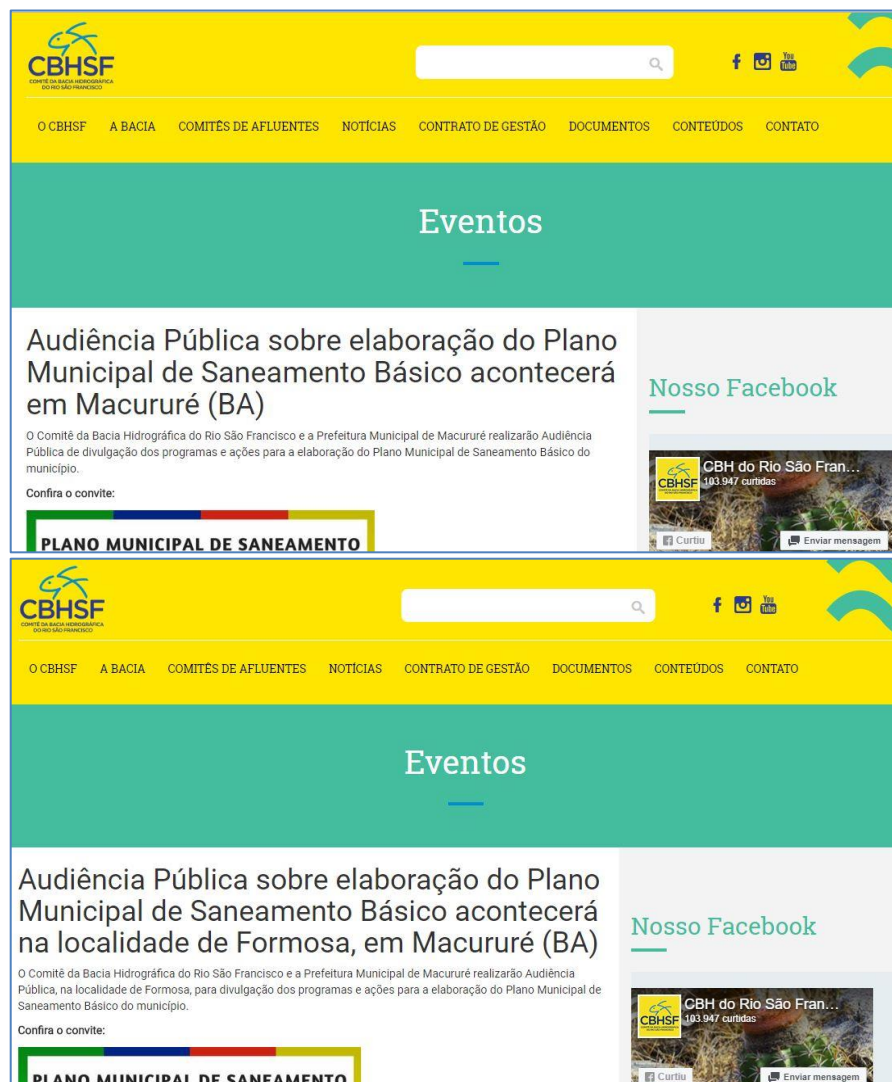 CBHSF
COMITÊ DA BACIA HIDROGRÁFICA
DO RIO SÃO FRANCISCO
You
Tube
O CBHSF A BACIA COMITÊS DE AFLUENTES NOTÍCIAS CONTRATO DE GESTÃO DOCUMENTOS CONTEÚDOS CONTATO
Eventos
Audiência Pública sobre elaboração do Plano
Municipal de Saneamento Básico acontecerá
em Macururé (BA)
O Comitê da Bacia Hidrográfica do Rio São Francisco e a Prefeitura Municipal de Macururé realizarão Audiência
Pública de divulgação dos programas e ações para a elaboração do Plano Municipal de Saneamento Básico do
município.
Confira o convite:
PLANO MUNICIPAL DE SANEAMENTO
Nosso Facebook
CBHSF
CBH do Rio São Fran...
103.947 curtidas
Curtiu
Enviar mensagem
CBHSF
COMITÊ DA BACIA HIDROGRÁFICA
DO RIO SÃO FRANCISCO
You
Tube
O CBHSF A BACIA COMITÊS DE AFLUENTES NOTÍCIAS CONTRATO DE GESTÃO DOCUMENTOS CONTEÚDOS CONTATO
Eventos
Audiência Pública sobre elaboração do Plano
Municipal de Saneamento Básico acontecerá
na localidade de Formosa, em Macururé (BA)
O Comitê da Bacia Hidrográfica do Rio São Francisco e a Prefeitura Municipal de Macururé realizarão Audiência
Pública, na localidade de Formosa, para divulgação dos programas e ações para a elaboração do Plano Municipal de
Saneamento Básico do município.
Confira o convite:
PLANO MUNICIPAL DE SANEAMENTO
Nosso Facebook
CBHSF
CBH do Rio São Fran...
103.947 curtidas
Curtiu
Enviar mensagem